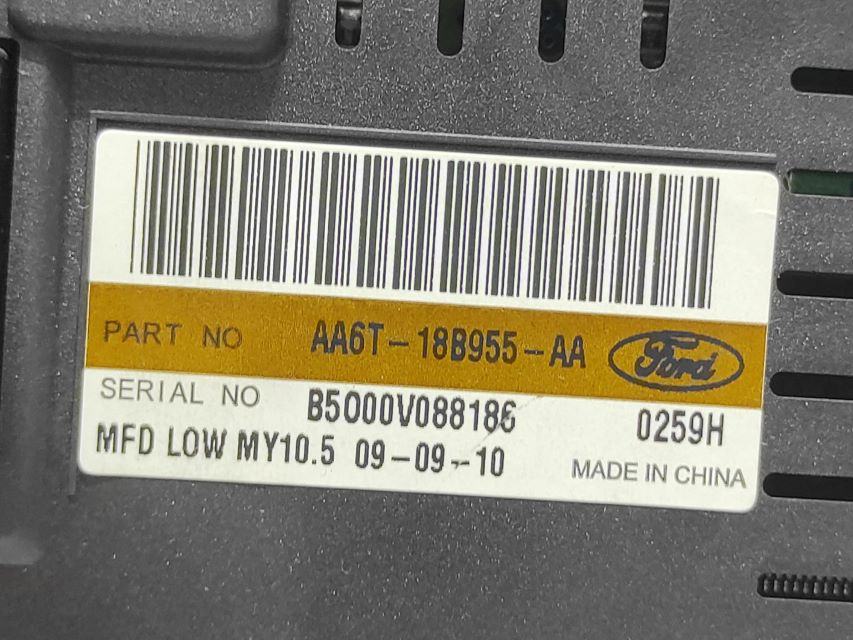 PART NO AA6T-18B955-AA Ford
SERIAL NO B5000V088186 0259H
MFD LOW MY10.5 09-09-10 MADE IN CHINA